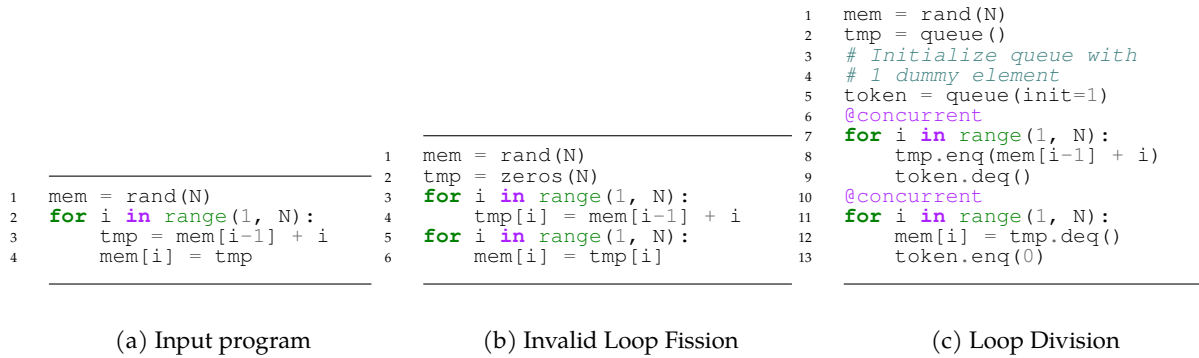 1 mem = rand(N)
2 for i in range(1, N):
3     tmp = mem[i-1] + i
4     mem[i] = tmp
(a) Input program
1 mem = rand(N)
2 tmp = zeros(N)
3 for i in range(1, N):
4     tmp[i] = mem[i-1] + i
5 for i in range(1, N):
6     mem[i] = tmp[i]
(b) Invalid Loop Fission
1 mem = rand(N)
2 tmp = queue()
3 # Initialize queue with
4 # 1 dummy element
5 token = queue(init=1)
6 @concurrent
7 for i in range(1, N):
8     tmp.enq(mem[i-1] + i)
9     token.deq()
10 @concurrent
11 for i in range(1, N):
12     mem[i] = tmp.deq()
13     token.enq(0)
(c) Loop Division